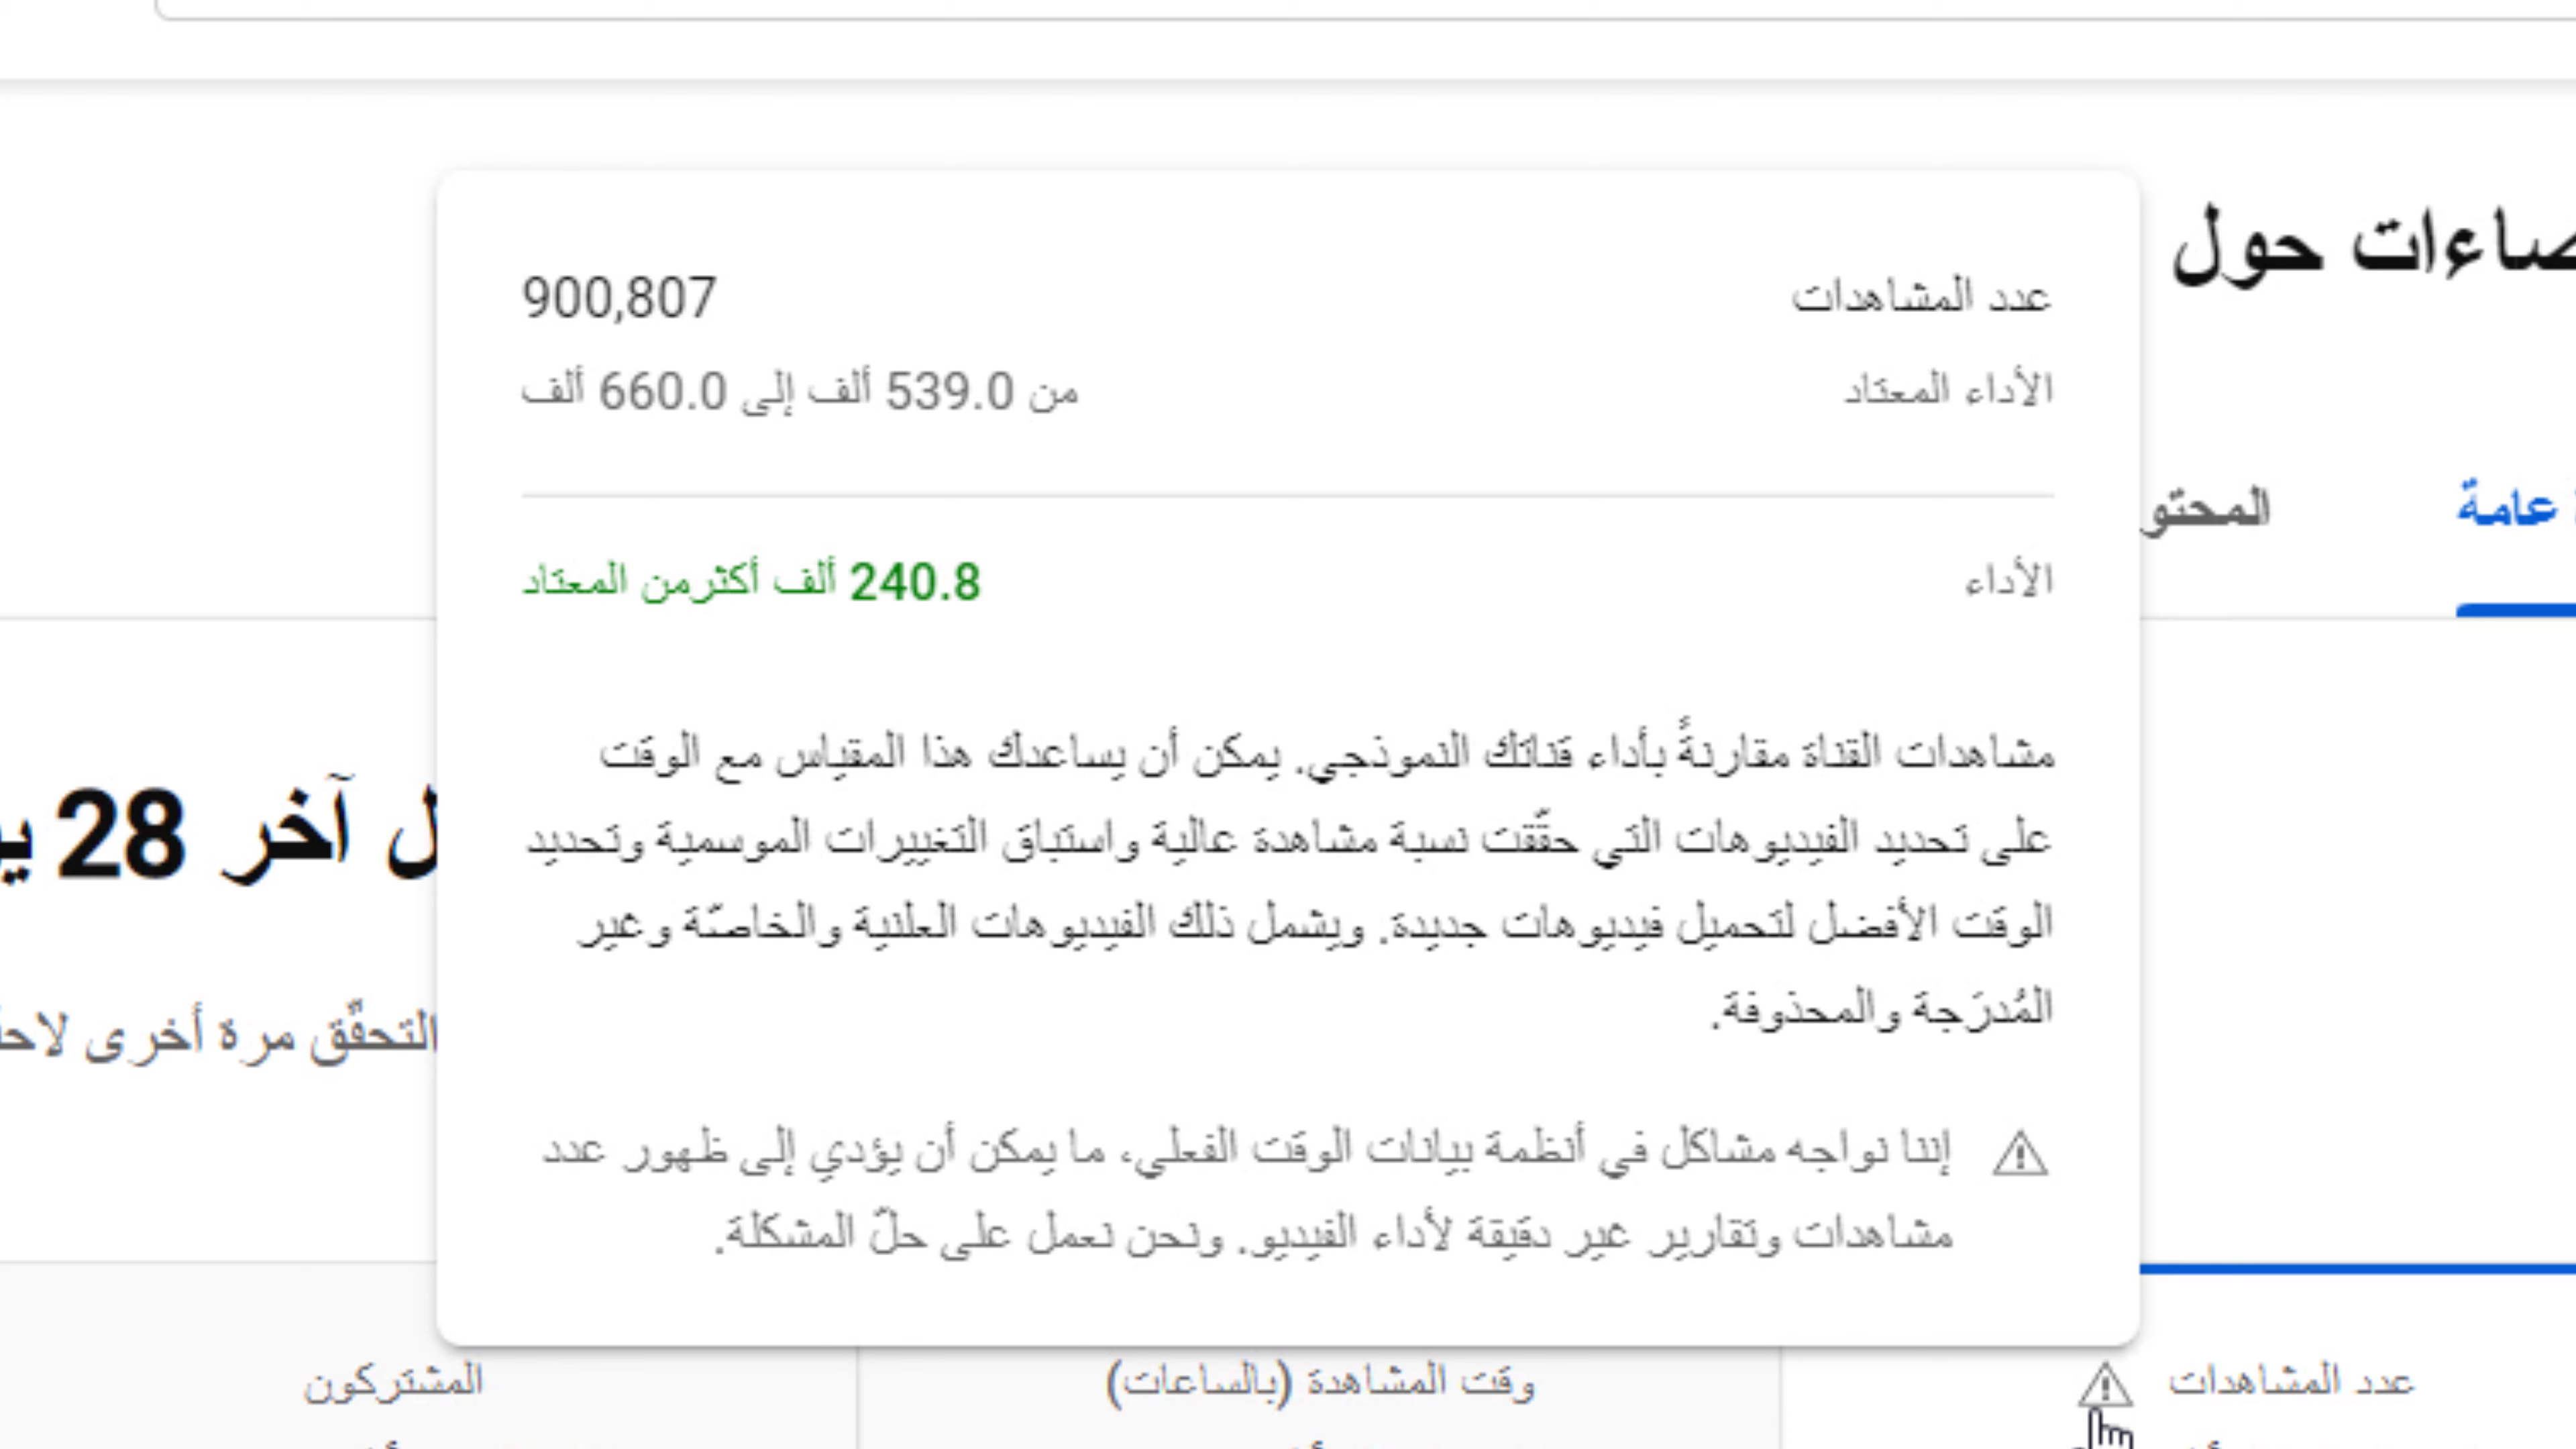 حول
عدد المشاهدات 900,807
الأداء المعتاد من 539.0 ألف إلى 660.0 ألف
عامة
الأداء 240.8 ألف أكثرمن المعتاد
مشاهدات القناة مقارنةً بأداء قناتك النموذجي. يمكن أن يساعدك هذا المقياس مع الوقت
على تحديد الفيديوهات التي حقّقت نسبة مشاهدة عالية واستباق التغييرات الموسمية وتحديد
الوقت الأفضل لتحميل فيديوهات جديدة. ويشمل ذلك الفيديوهات العلنية والخاصّة وغير
المُدرَجة والمحذوفة.
آخر 28
التحقّق مرة أخرى
إننا نواجه مشاكل في أنظمة بيانات الوقت الفعلي، ما يمكن أن يؤدي إلى ظهور عدد
مشاهدات وتقارير غير دقيقة لأداء الفيديو. ونحن نعمل على حلّ المشكلة.
عدد المشاهدات
وقت المشاهدة (بالساعات)
المشتركون